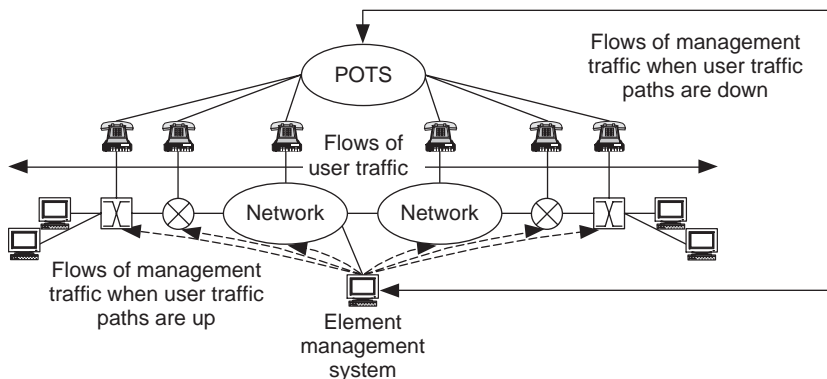 POTS
Flows of management
traffic when user traffic
paths are down
Flows of
user traffic
Network
Network
Flows of management
traffic when user traffic
paths are up
Element
management
system